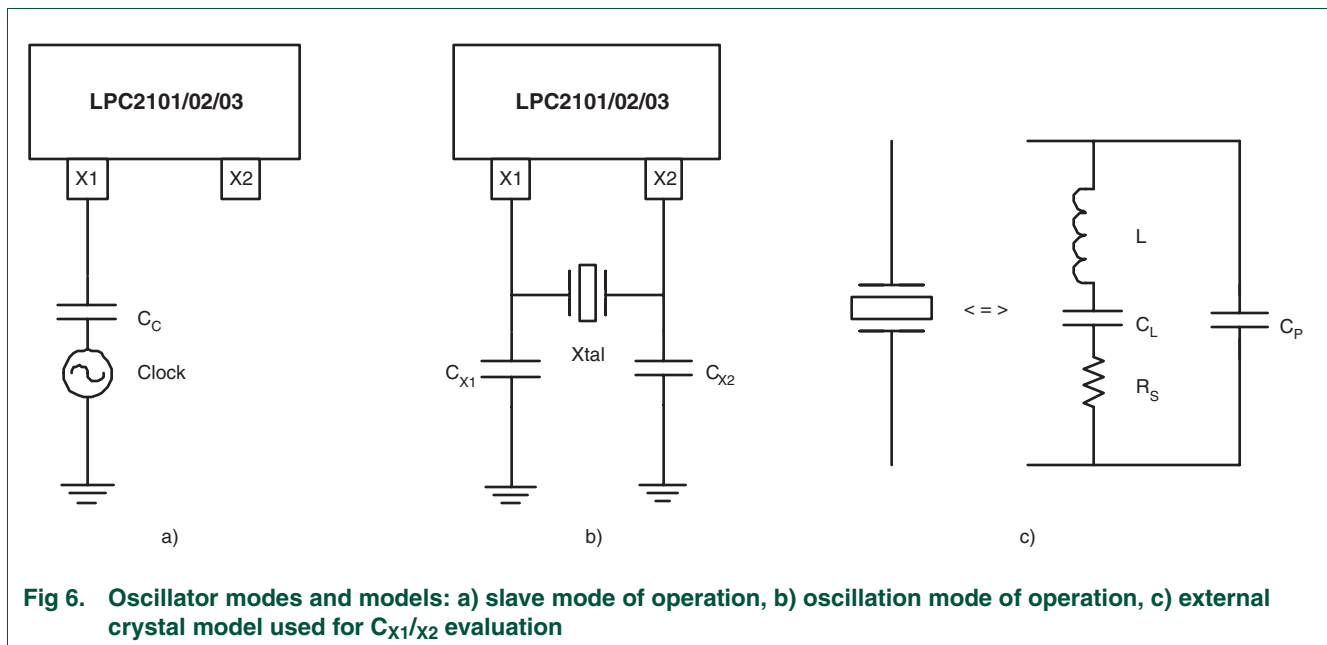 LPC2101/02/03
X1 X2
C_C
Clock
a)
LPC2101/02/03
X1 X2
Xtal
C_X1 C_X2
b)
< = >
L
C_L
R_S
C_P
c)
Fig 6. Oscillator modes and models: a) slave mode of operation, b) oscillation mode of operation, c) external
crystal model used for C_X1/X2 evaluation